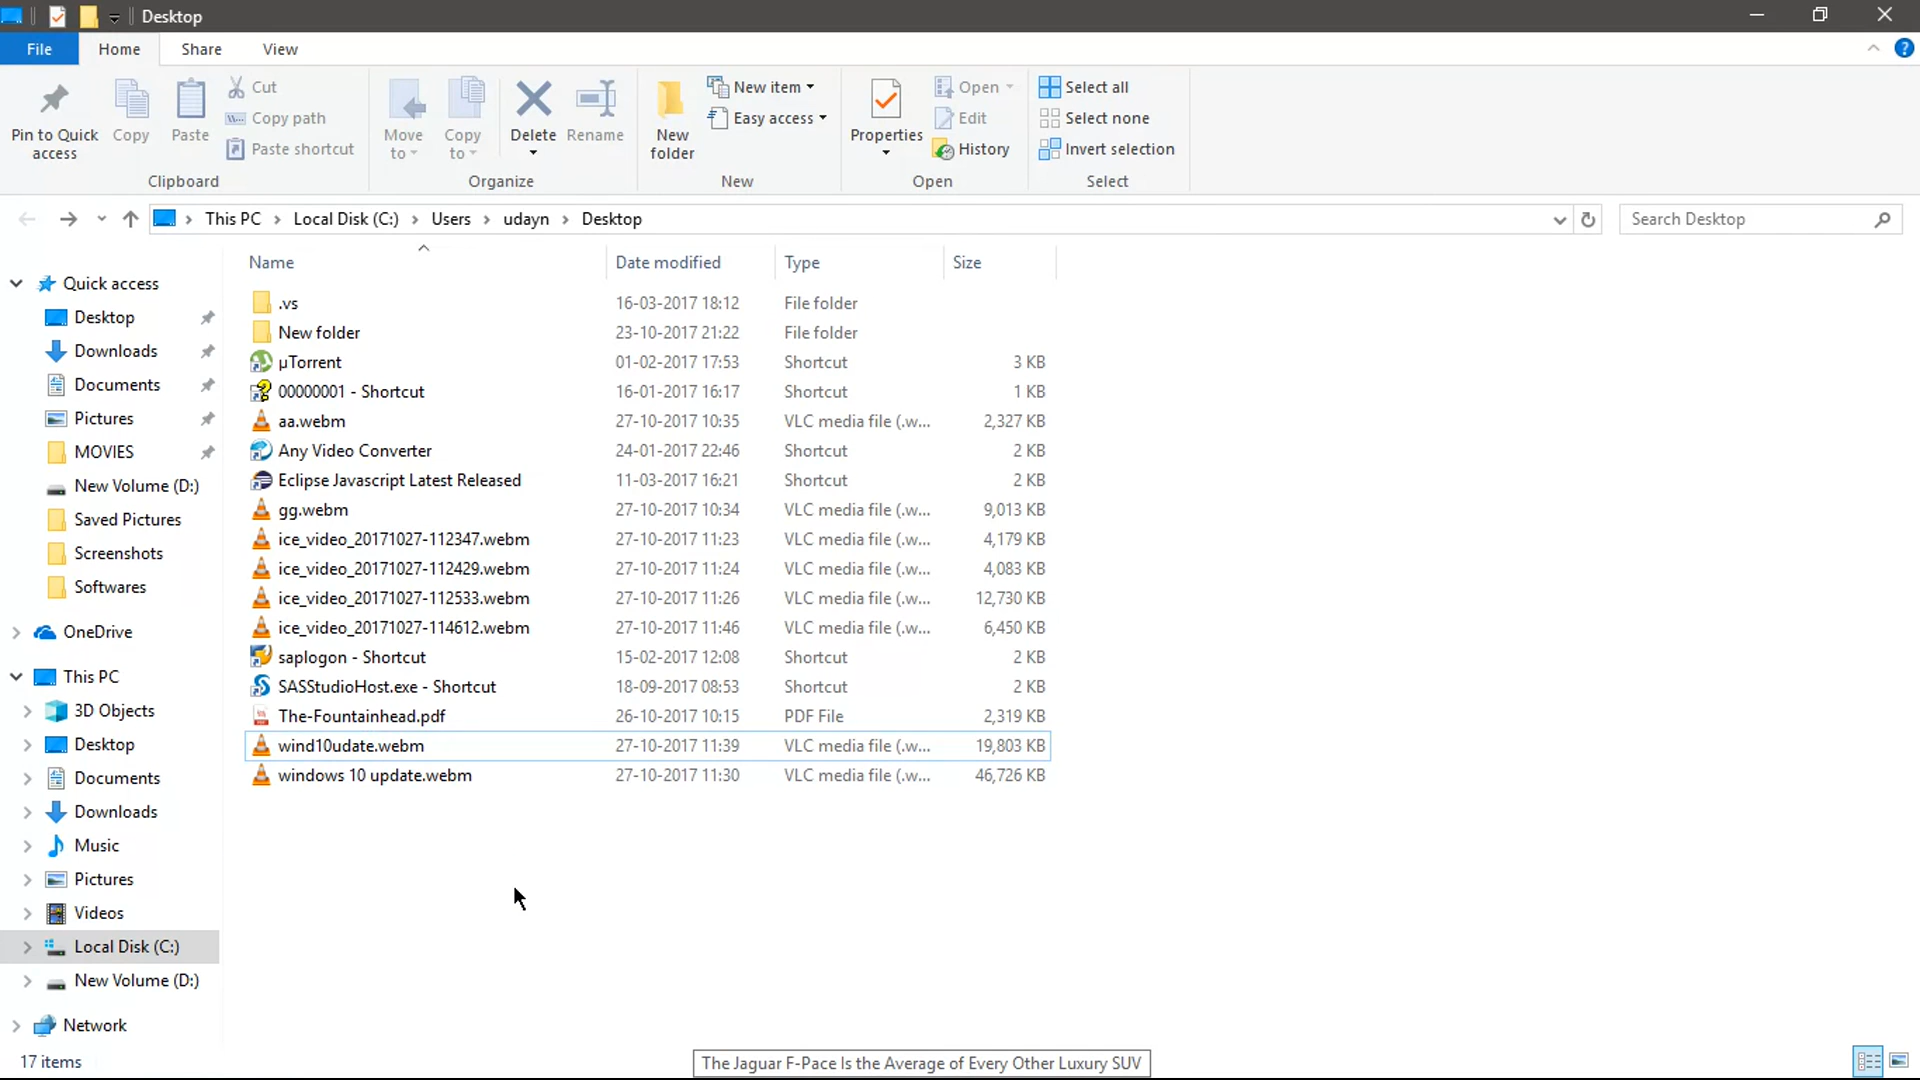 Desktop
File Home Share View
Pin to Quick access
Copy
Paste
Cut
Copy path
Paste shortcut
Clipboard
Move to
Copy to
Delete
Rename
Organize
New folder
New item
Easy access
New
Properties
Open
Edit
History
Open
Select all
Select none
Invert selection
Select
This PC Local Disk (C:) Users udayn Desktop
Search Desktop
Name Date modified Type Size
Quick access
Desktop
Downloads
Documents
Pictures
MOVIES
New Volume (D:)
Saved Pictures
Screenshots
Softwares
OneDrive
This PC
3D Objects
Desktop
Documents
Downloads
Music
Pictures
Videos
Local Disk (C:)
New Volume (D:)
Network
.vs 16-03-2017 18:12 File folder
New folder 23-10-2017 21:22 File folder
µTorrent 01-02-2017 17:53 Shortcut 3 KB
00000001 - Shortcut 16-01-2017 16:17 Shortcut 1 KB
aa.webm 27-10-2017 10:35 VLC media file (.w... 2,327 KB
Any Video Converter 24-01-2017 22:46 Shortcut 2 KB
Eclipse Javascript Latest Released 11-03-2017 16:21 Shortcut 2 KB
gg.webm 27-10-2017 10:34 VLC media file (.w... 9,013 KB
ice_video_20171027-112347.webm 27-10-2017 11:23 VLC media file (.w... 4,179 KB
ice_video_20171027-112429.webm 27-10-2017 11:24 VLC media file (.w... 4,083 KB
ice_video_20171027-112533.webm 27-10-2017 11:26 VLC media file (.w... 12,730 KB
ice_video_20171027-114612.webm 27-10-2017 11:46 VLC media file (.w... 6,450 KB
saplogon - Shortcut 15-02-2017 12:08 Shortcut 2 KB
SASStudioHost.exe - Shortcut 18-09-2017 08:53 Shortcut 2 KB
The-Fountainhead.pdf 26-10-2017 10:15 PDF File 2,319 KB
wind10udate.webm 27-10-2017 11:39 VLC media file (.w... 19,803 KB
windows 10 update.webm 27-10-2017 11:30 VLC media file (.w... 46,726 KB
17 items
The Jaguar F-Pace Is the Average of Every Other Luxury SUV